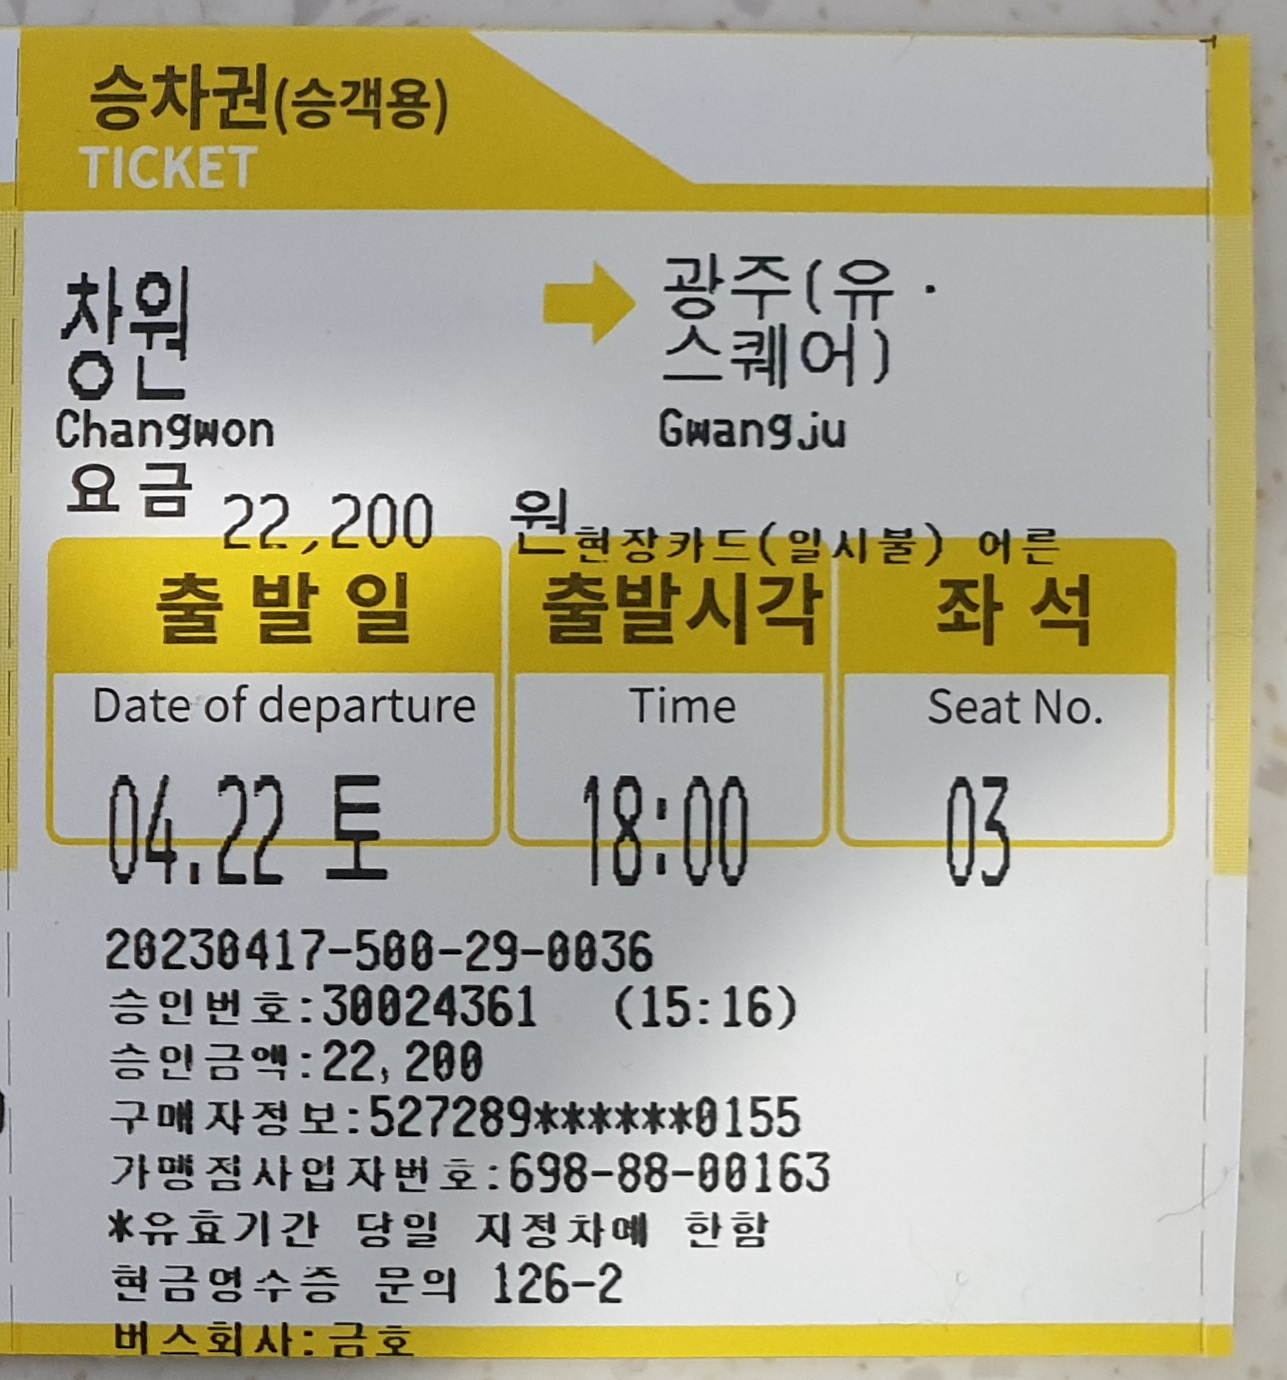 승차권(승객용)
TICKET
창원
광주(유·
스퀘어)
Changwon
Gwangju
요금 22,200 원 현장카드(일시불) 어른
출발일 출발시각 좌석
Date of departure Time Seat No.
04.22 토 18:00 03
20230417-500-29-0036
승인번호:30024361 (15:16)
승인금액:22,200
구매자정보:527289******0155
가맹점사업자번호:698-88-00163
*유효기간 당일 지정차에 한함
현금영수증 문의 126-2
버스회사:금호